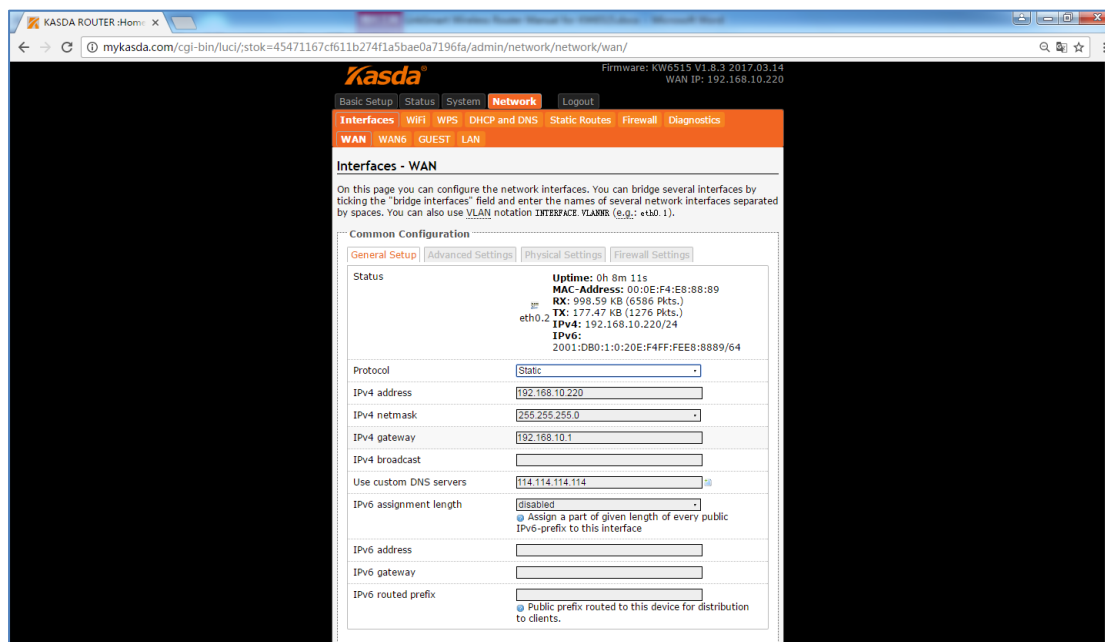 KASDA ROUTER :Home
mykasda.com/cgi-bin/luci/;stok=45471167cf611b274f1a5bae0a7196fa/admin/network/network/wan/
Kasda
Firmware: KW6515 V1.8.3 2017.03.14
WAN IP: 192.168.10.220
Basic Setup Status System Network Logout
Interfaces WiFi WPS DHCP and DNS Static Routes Firewall Diagnostics
WAN WAN6 GUEST LAN
Interfaces - WAN
On this page you can configure the network interfaces. You can bridge several interfaces by
ticking the "bridge interfaces" field and enter the names of several network interfaces separated
by spaces. You can also use VLAN notation INTERFACE.VLANNR (e.g.: eth0.1).
Common Configuration
General Setup Advanced Settings Physical Settings Firewall Settings
Status
Uptime: 0h 8m 11s
MAC-Address: 00:0E:F4:E8:88:89
RX: 998.59 KB (6586 Pkts.)
TX: 177.47 KB (1276 Pkts.)
eth0.2
IPv4: 192.168.10.220/24
IPv6:
2001:DB0:1:0:20E:F4FF:FEE8:8889/64
Protocol Static
IPv4 address 192.168.10.220
IPv4 netmask 255.255.255.0
IPv4 gateway 192.168.10.1
IPv4 broadcast
Use custom DNS servers 114.114.114.114
IPv6 assignment length disabled
Assign a part of given length of every public
IPv6-prefix to this interface
IPv6 address
IPv6 gateway
IPv6 routed prefix
Public prefix routed to this device for distribution
to clients.